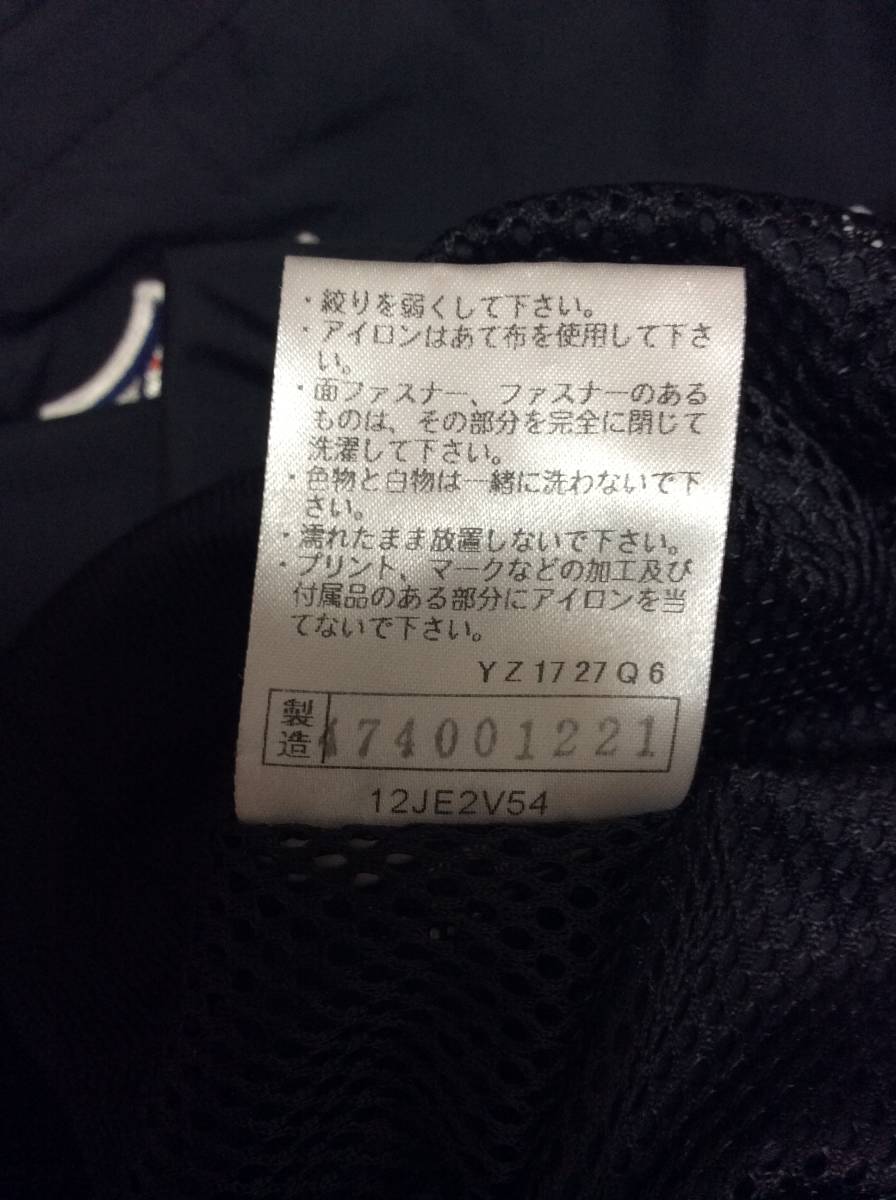 ・絞りを弱くして下さい。
・アイロンはあて布を使用して下さ
い。
・面ファスナー、ファスナーのある
ものは、その部分を完全に閉じて
洗濯して下さい。
・色物と白物は一緒に洗わないで下
さい。
・濡れたまま放置しないで下さい。
・プリント、マークなどの加工及び
付属品のある部分にアイロンを当
てないで下さい。
YZ1727Q6
製造 474001221
12JE2V54